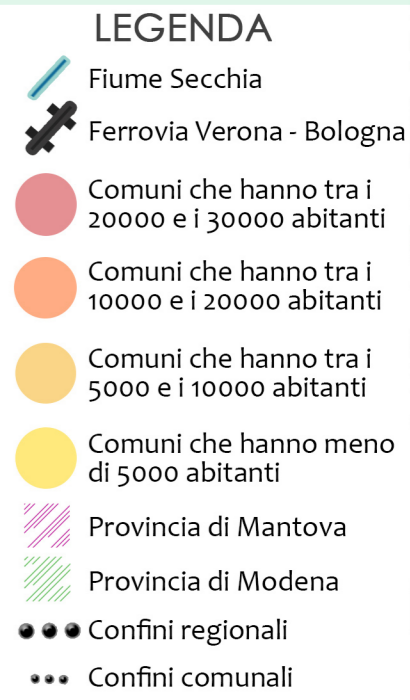 LEGENDA
Fiume Secchia
Ferrovia Verona - Bologna
Comuni che hanno tra i
20000 e i 30000 abitanti
Comuni che hanno tra i
10000 e i 20000 abitanti
Comuni che hanno tra i
5000 e i 10000 abitanti
Comuni che hanno meno
di 5000 abitanti
Provincia di Mantova
Provincia di Modena
Confini regionali
Confini comunali